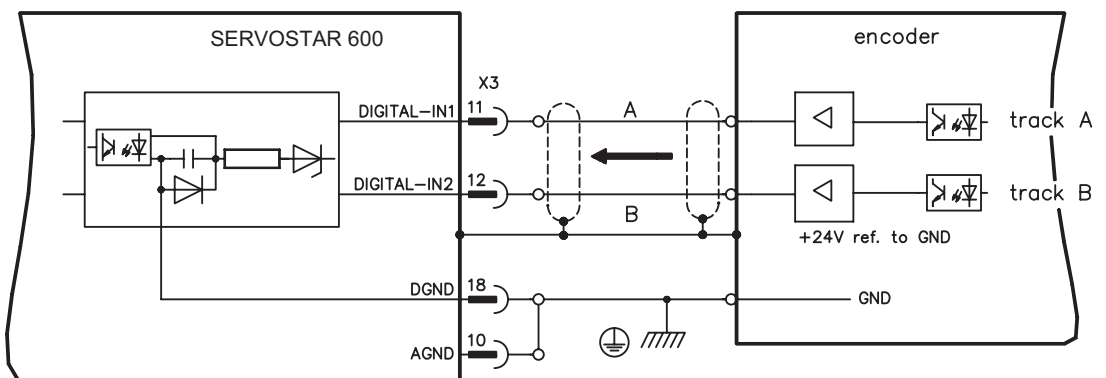 SERVOSTAR 600
encoder
X3
DIGITAL-IN1
11
A
track A
DIGITAL-IN2
12
B
track B
+24V ref. to GND
DGND
18
GND
AGND
10